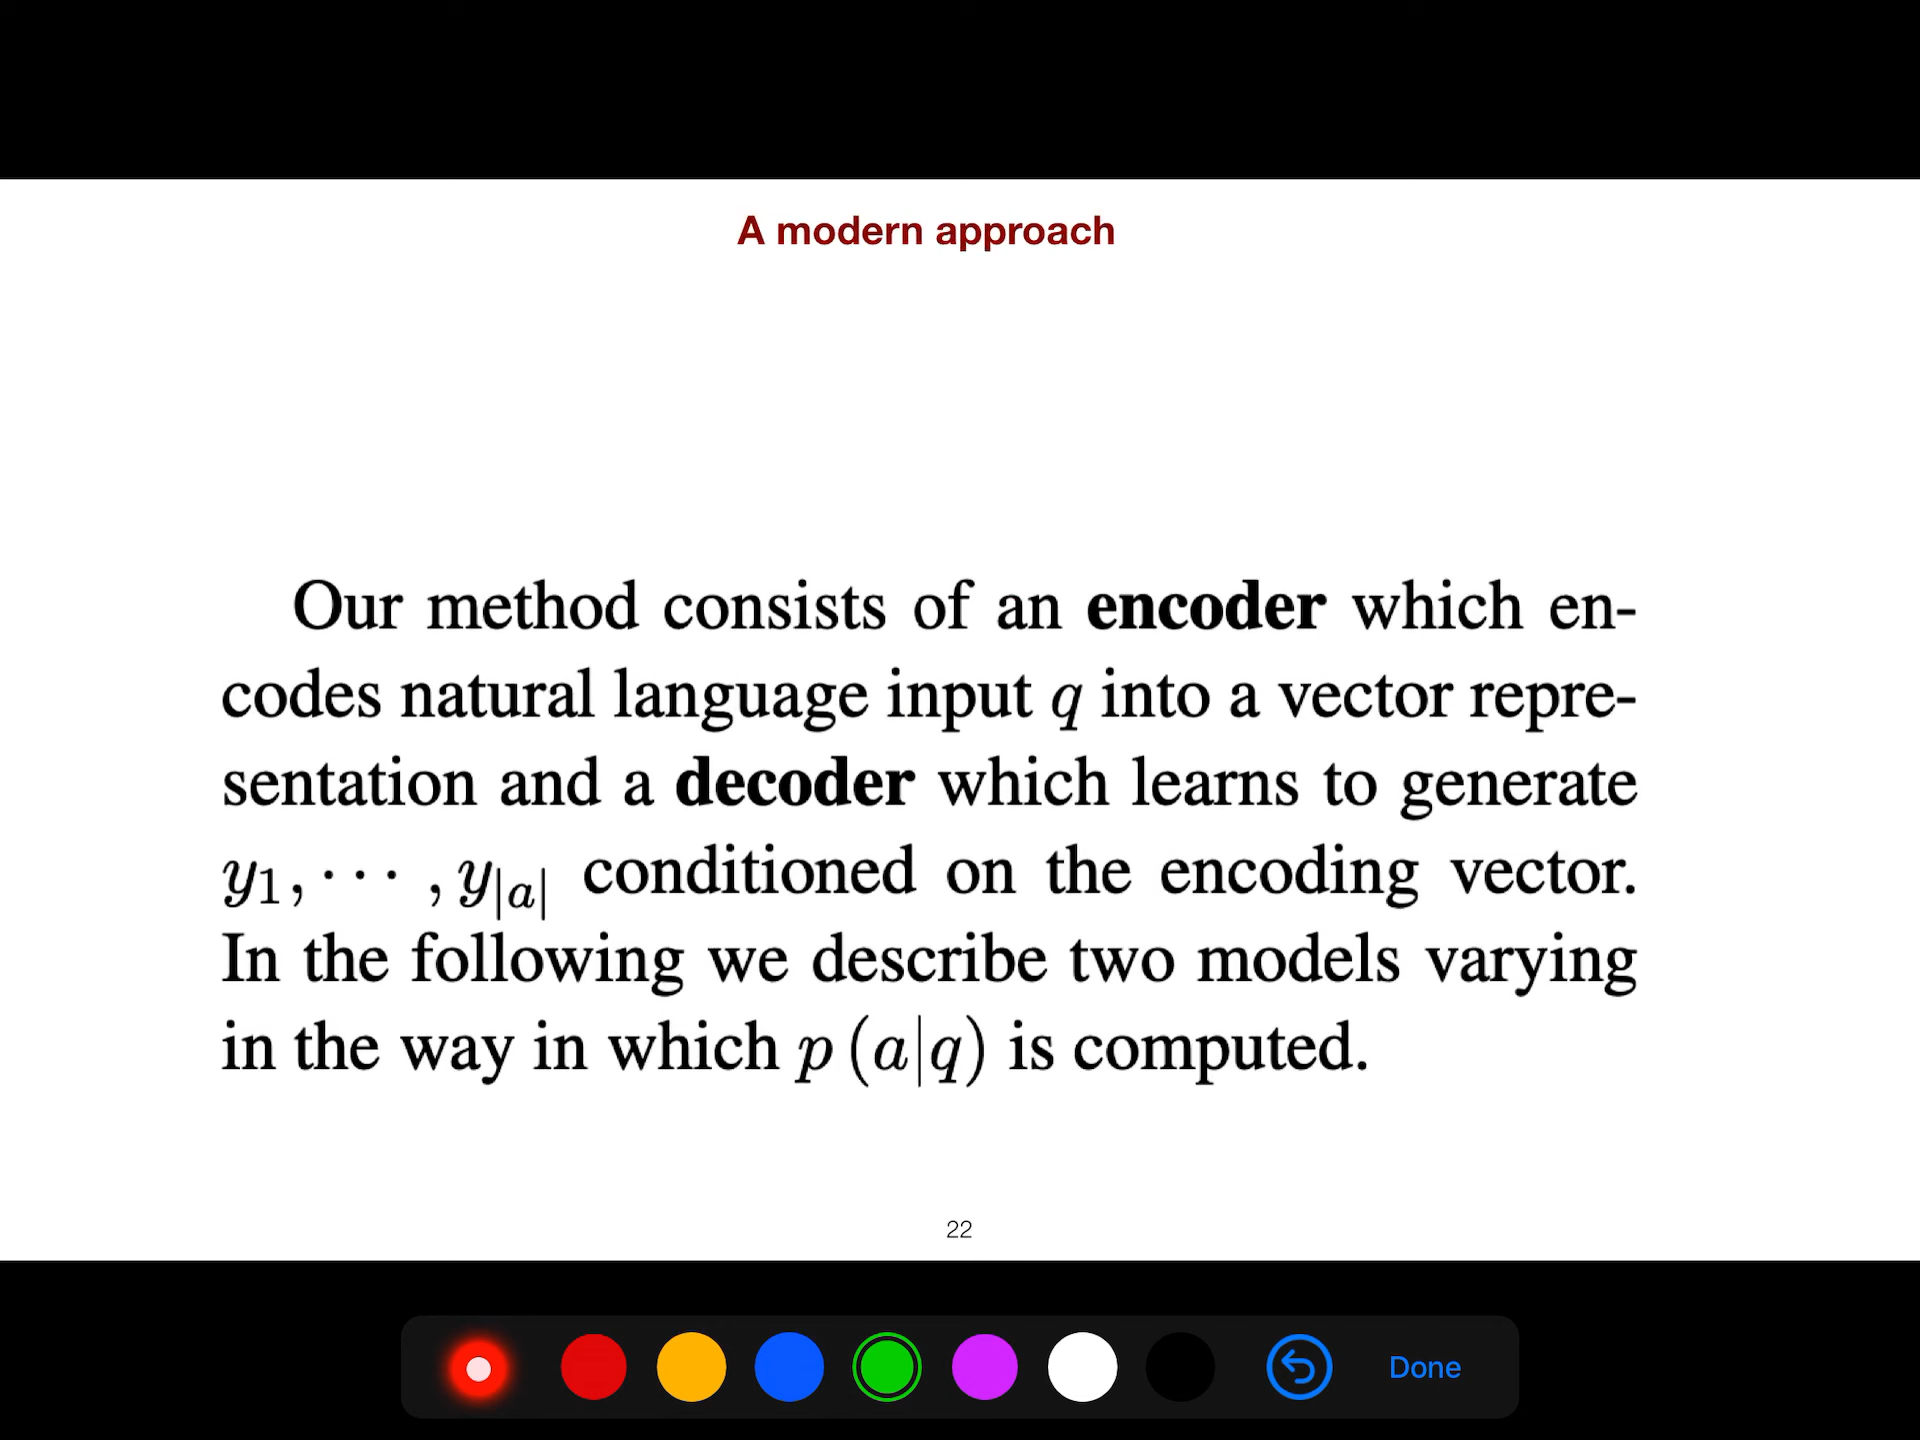 A modern approach
Our method consists of an encoder which en-
codes natural language input q into a vector repre-
sentation and a decoder which learns to generate
y1, · · · , y|a| conditioned on the encoding vector.
In the following we describe two models varying
in the way in which p (a|q) is computed.
22
Done